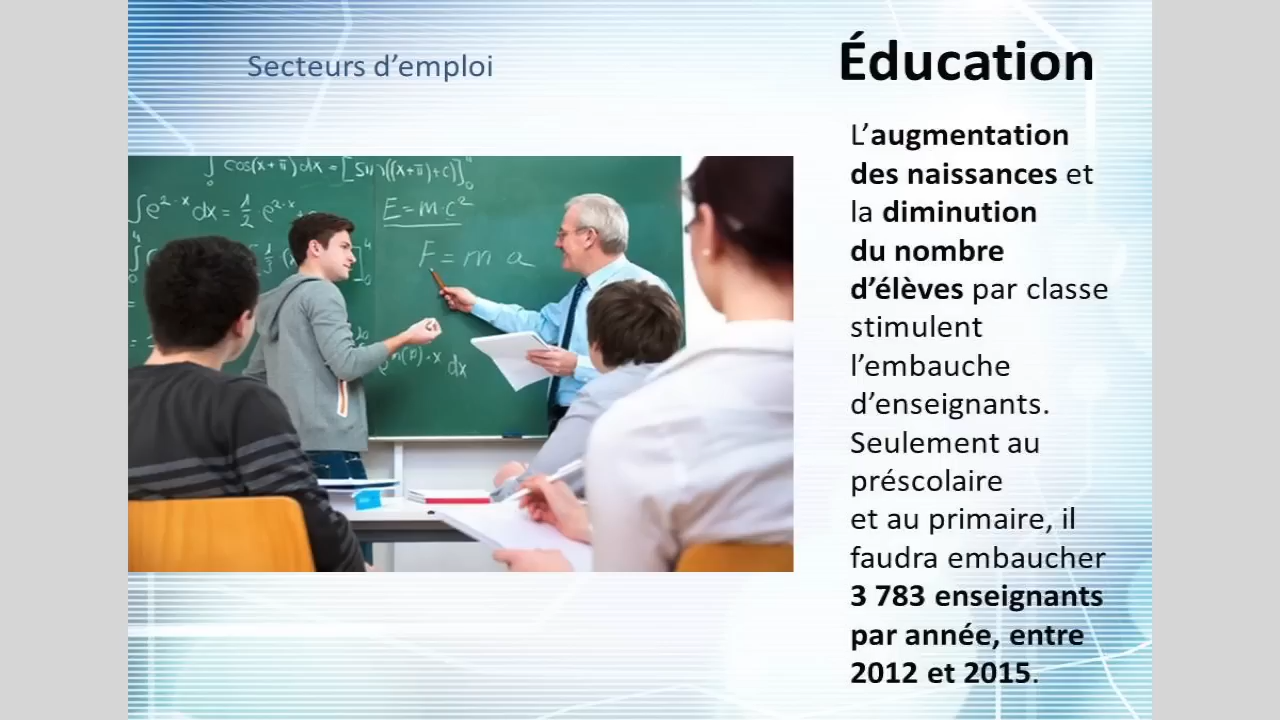 Secteurs d’emploi
Éducation
L’augmentation
des naissances et
la diminution
du nombre
d’élèves par classe
stimulent
l’embauche
d’enseignants.
Seulement au
préscolaire
et au primaire, il
faudra embaucher
3 783 enseignants
par année, entre
2012 et 2015.
E=m·c²
F=m a